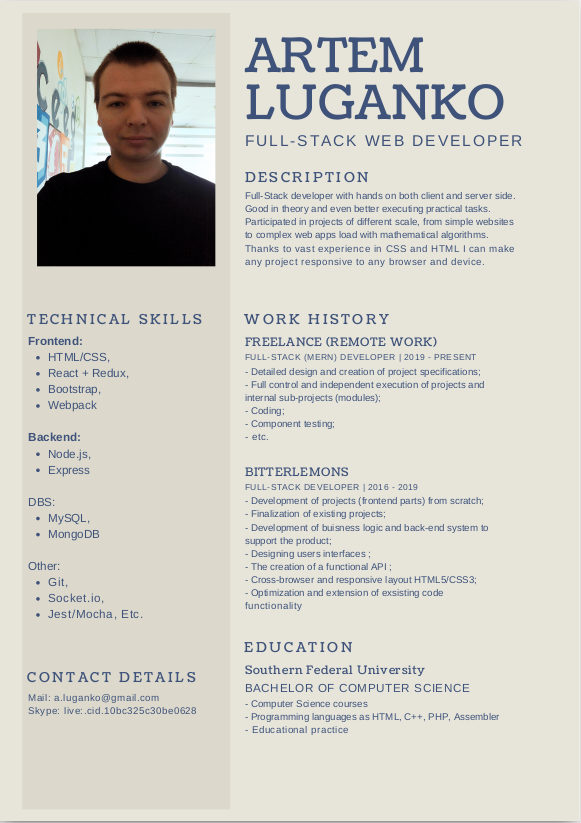 ARTEM
LUGANKO
FULL-STACK WEB DEVELOPER
DESCRIPTION
Full-Stack developer with hands on both client and server side.
Good in theory and even better executing practical tasks.
Participated in projects of different scale, from simple websites
to complex web apps load with mathematical algorithms.
Thanks to vast experience in CSS and HTML I can make
any project responsive to any browser and device.
TECHNICAL SKILLS
Frontend:
• HTML/CSS,
• React + Redux,
• Bootstrap,
• Webpack
Backend:
• Node.js,
• Express
DBS:
• MySQL,
• MongoDB
Other:
• Git,
• Socket.io,
• Jest/Mocha, Etc.
CONTACT DETAILS
Mail: a.luganko@gmail.com
Skype: live:.cid.10bc325c30be0628
WORK HISTORY
FREELANCE (REMOTE WORK)
FULL-STACK (MERN) DEVELOPER | 2019 - PRESENT
- Detailed design and creation of project specifications;
- Full control and independent execution of projects and
internal sub-projects (modules);
- Coding;
- Component testing;
- etc.
BITTERLEMONS
FULL-STACK DEVELOPER | 2016 - 2019
- Development of projects (frontend parts) from scratch;
- Finalization of existing projects;
- Development of buisness logic and back-end system to
support the product;
- Designing users interfaces ;
- The creation of a functional API ;
- Cross-browser and responsive layout HTML5/CSS3;
- Optimization and extension of exsisting code
functionality
EDUCATION
Southern Federal University
BACHELOR OF COMPUTER SCIENCE
- Computer Science courses
- Programming languages as HTML, C++, PHP, Assembler
- Educational practice